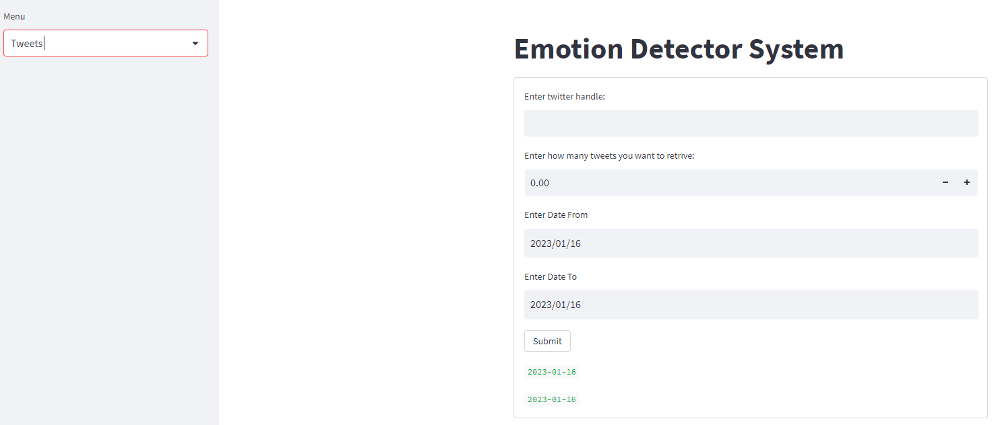 Menu
Tweets
Emotion Detector System
Enter twitter handle:
Enter how many tweets you want to retrive:
0.00
Enter Date From
2023/01/16
Enter Date To
2023/01/16
Submit
2023-01-16
2023-01-16